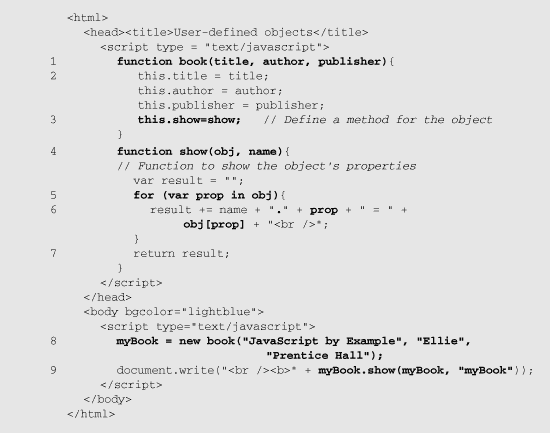 <html>
<head><title>User-defined objects</title>
<script type = "text/javascript">
1 function book(title, author, publisher){
2 this.title = title;
this.author = author;
this.publisher = publisher;
3 this.show=show; // Define a method for the object
}
4 function show(obj, name){
// Function to show the object's properties
var result = "";
5 for (var prop in obj){
6 result += name + "." + prop + " = " +
obj[prop] + "<br />";
}
7 return result;
}
</script>
</head>
<body bgcolor="lightblue">
<script type="text/javascript">
8 myBook = new book("JavaScript by Example", "Ellie",
"Prentice Hall");
9 document.write("<br /><b>" + myBook.show(myBook, "myBook"));
</script>
</body>
</html>